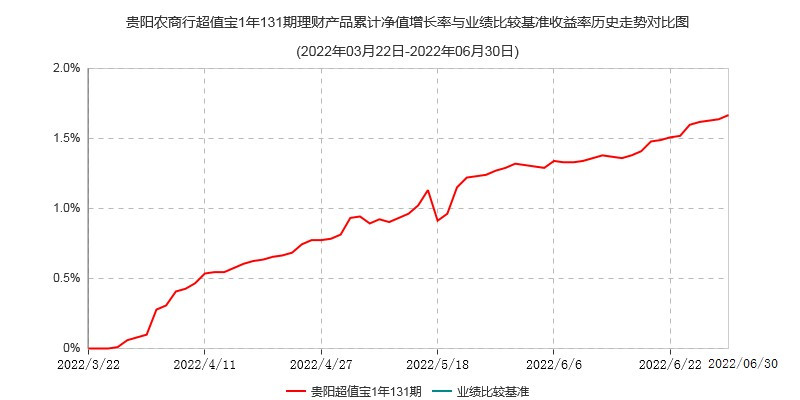 贵阳农商行超值宝1年131期理财产品累计净值增长率与业绩比较基准收益率历史走势对比图
(2022年03月22日-2022年06月30日)
2.0%
1.5%
1.0%
0.5%
0%
2022/3/22 2022/4/11 2022/4/27 2022/5/18 2022/6/6 2022/6/22 2022/06/30
贵阳超值宝1年131期 业绩比较基准